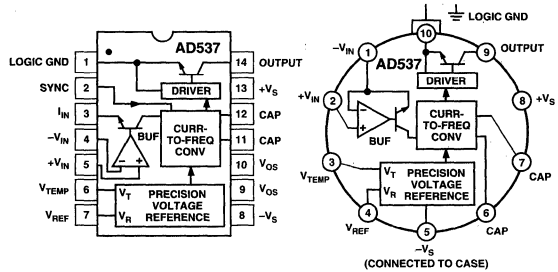 AD537
LOGIC GND 1
SYNC 2
I_IN 3
−V_IN 4
+V_IN 5
V_TEMP 6
V_REF 7
14 OUTPUT
13 +V_S
12 CAP
11 CAP
10 V_OS
9 V_OS
8 −V_S
DRIVER
BUF
CURR-
TO-FREQ
CONV
V_T
V_R
PRECISION
VOLTAGE
REFERENCE
LOGIC GND
10
−V_IN 1
AD537
9 OUTPUT
DRIVER
+V_IN 2
8 +V_S
BUF
CURR-
TO-FREQ
CONV
3
V_TEMP
7
CAP
V_T
V_R
PRECISION
VOLTAGE
REFERENCE
4
V_REF
6
CAP
5
−V_S
(CONNECTED TO CASE)